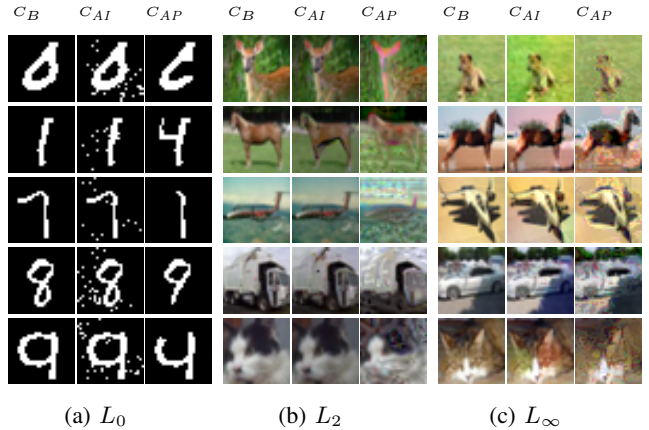 C_B C_AI C_AP C_B C_AI C_AP C_B C_AI C_AP
(a) L_0 (b) L_2 (c) L_∞